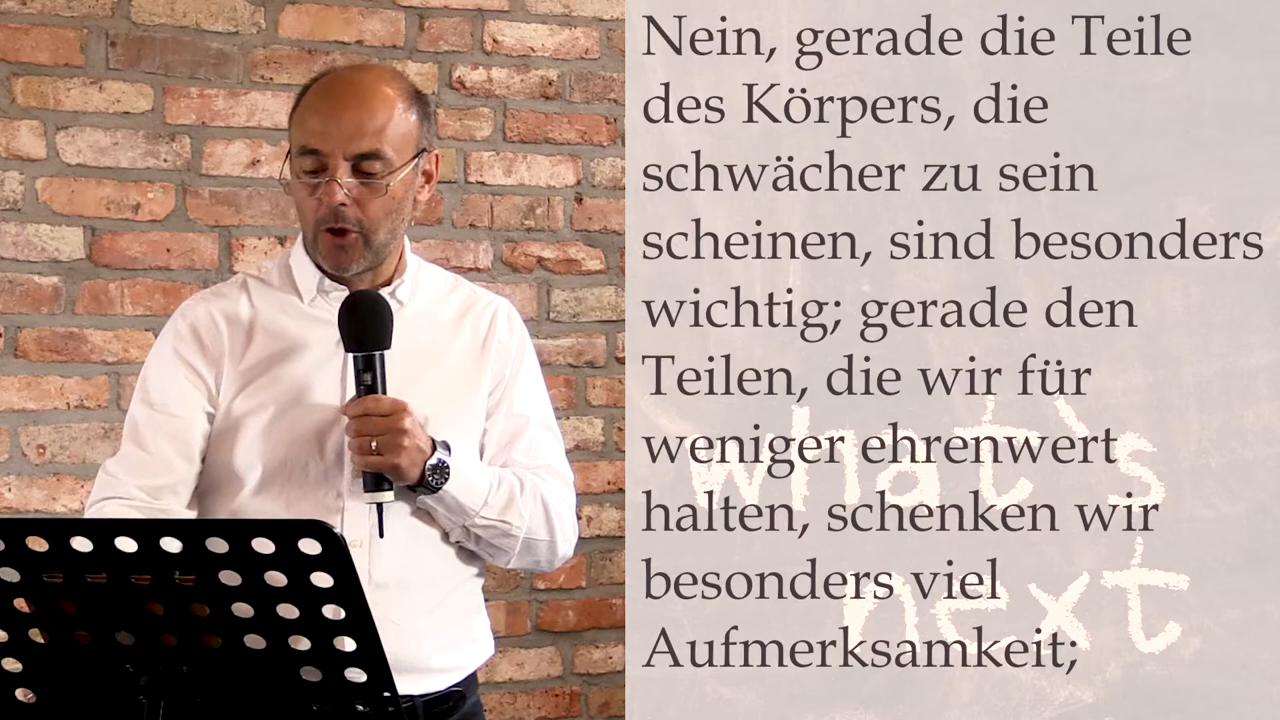 Nein, gerade die Teile
des Körpers, die
schwächer zu sein
scheinen, sind besonders
wichtig; gerade den
Teilen, die wir für
weniger ehrenwert
halten, schenken wir
besonders viel
Aufmerksamkeit;
what's
next